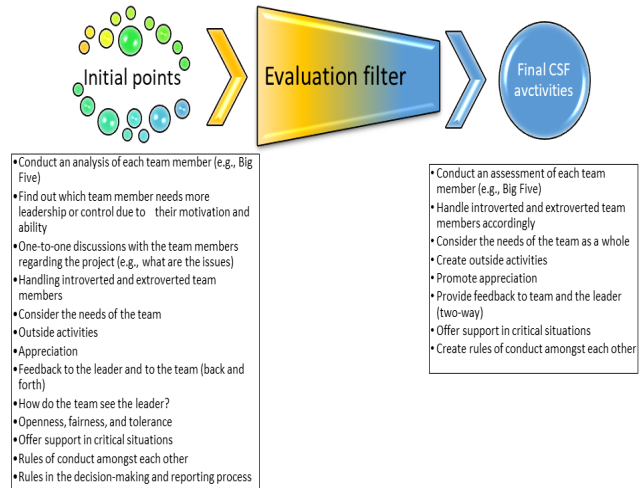 Initial points
Evaluation filter
Final CSF
avctivities
•Conduct an analysis of each team member (e.g., Big
Five)
•Find out which team member needs more
leadership or control due to their motivation and
ability
•One-to-one discussions with the team members
regarding the project (e.g., what are the issues)
•Handling introverted and extroverted team
members
•Consider the needs of the team
•Outside activities
•Appreciation
•Feedback to the leader and to the team (back and
forth)
•How do the team see the leader?
•Openness, fairness, and tolerance
•Offer support in critical situations
•Rules of conduct amongst each other
•Rules in the decision-making and reporting process
•Conduct an assessment of each team
member (e.g., Big Five)
•Handle introverted and extroverted team
members accordingly
•Consider the needs of the team as a whole
•Create outside activities
•Promote appreciation
•Provide feedback to team and the leader
(two-way)
•Offer support in critical situations
•Create rules of conduct amongst each other